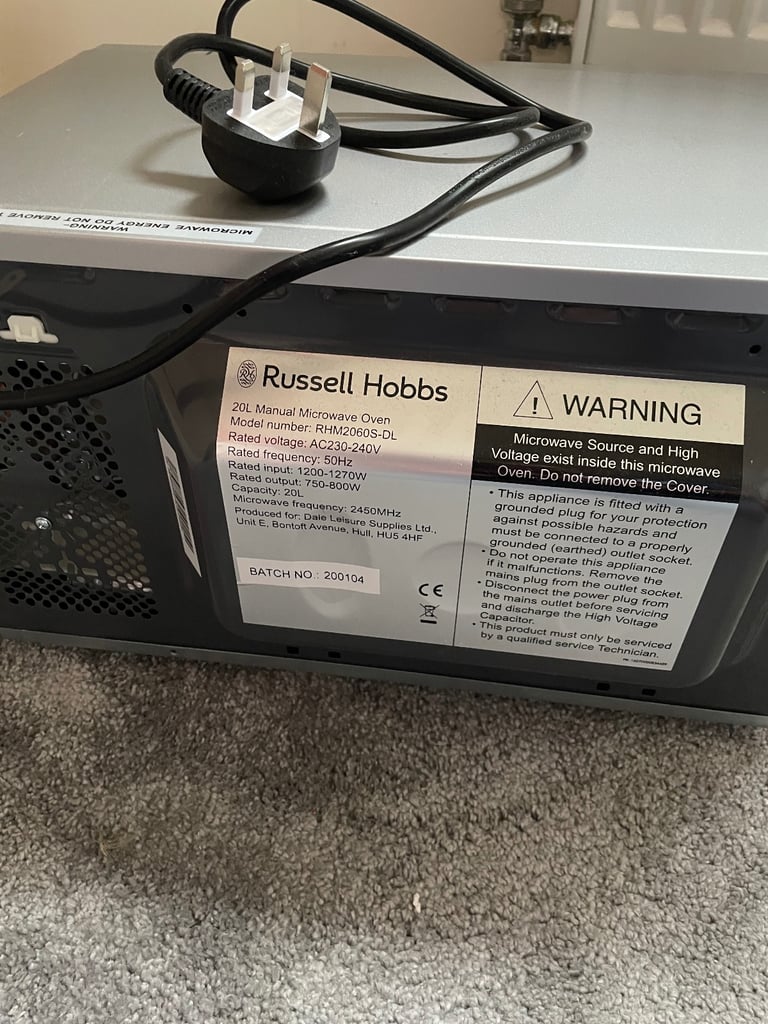 MICROWAVE ENERGY DO NOT REMOVE
WARNING-
Russell Hobbs
20L Manual Microwave Oven
Model number: RHM2060S-DL
Rated voltage: AC230-240V
Rated frequency: 50Hz
Rated input: 1200-1270W
Rated output: 750-800W
Capacity: 20L
Microwave frequency: 2450MHz
Produced for: Dale Leisure Supplies Ltd.,
Unit E, Bontoft Avenue, Hull, HU5 4HF
BATCH NO.: 200104
CE
! WARNING
Microwave Source and High
Voltage exist inside this microwave
Oven. Do not remove the Cover.
• This appliance is fitted with a
grounded plug for your protection
against possible hazards and
must be connected to a properly
grounded (earthed) outlet socket.
• Do not operate this appliance
if it malfunctions. Remove the
mains plug from the outlet socket.
• Disconnect the power plug from
the mains outlet before servicing
and discharge the High Voltage
Capacitor.
• This product must only be serviced
by a qualified service Technician.